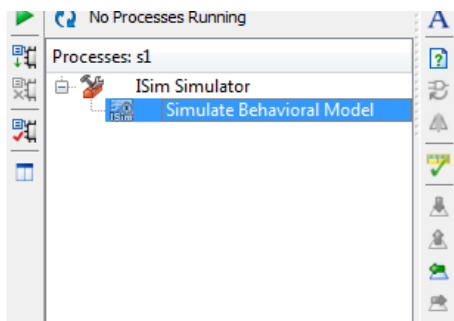 No Processes Running
A
Processes: s1
ISim Simulator
ISim
Simulate Behavioral Model